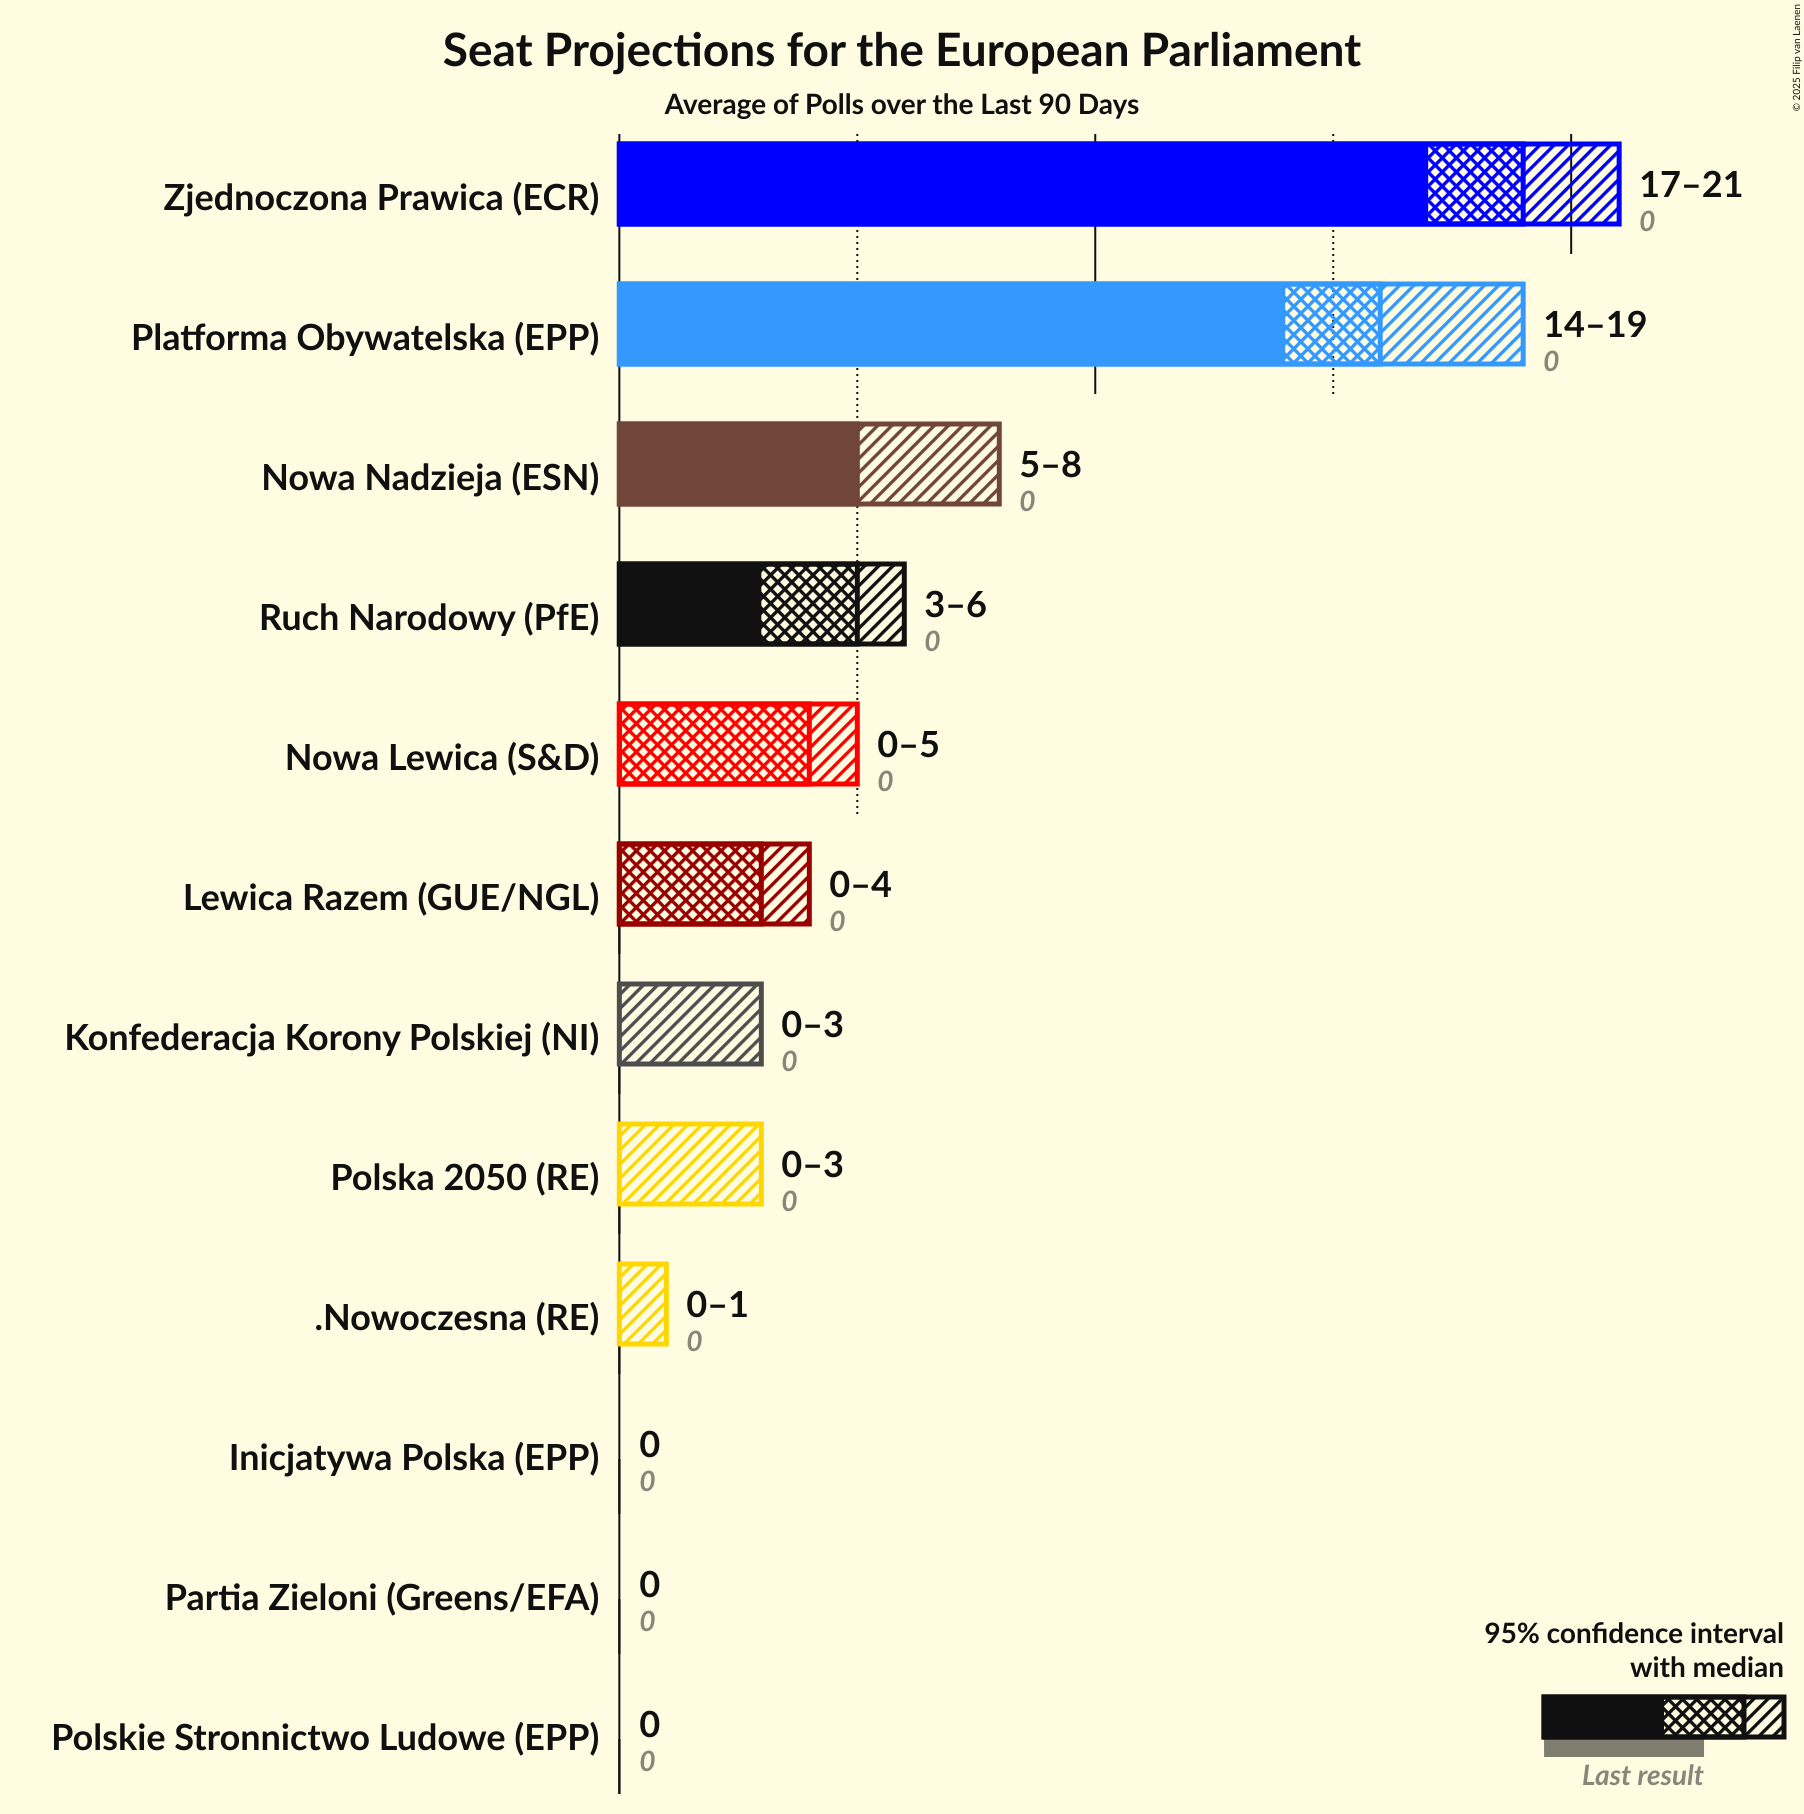 Seat Projections for the European Parliament
Average of Polls over the Last 90 Days
© 2025 Filip van Laenen
Zjednoczona Prawica (ECR)
17–21
0
Platforma Obywatelska (EPP)
14–19
0
Nowa Nadzieja (ESN)
5–8
0
Ruch Narodowy (PfE)
3–6
0
Nowa Lewica (S&D)
0–5
0
Lewica Razem (GUE/NGL)
0–4
0
Konfederacja Korony Polskiej (NI)
0–3
0
Polska 2050 (RE)
0–3
0
.Nowoczesna (RE)
0–1
0
Inicjatywa Polska (EPP)
0
0
Partia Zieloni (Greens/EFA)
0
0
Polskie Stronnictwo Ludowe (EPP)
0
0
95% confidence interval
with median
Last result